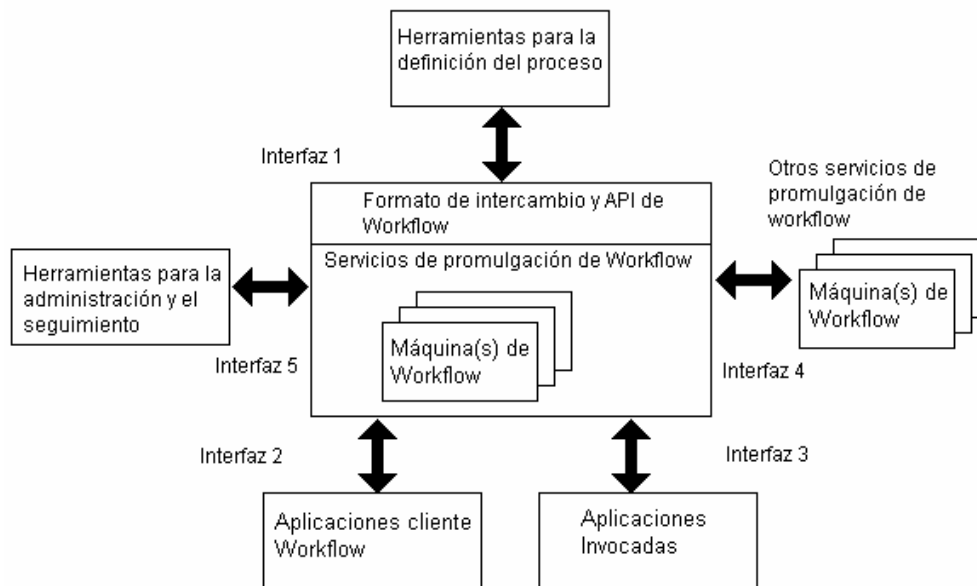 Herramientas para la
definición del proceso
Interfaz 1
Formato de intercambio y API de
Workflow
Otros servicios de
promulgación de
workflow
Servicios de promulgación de Workflow
Herramientas para la
administración y el
seguimiento
Máquina(s) de
Workflow
Máquina(s) de
Workflow
Interfaz 5
Interfaz 4
Interfaz 2
Interfaz 3
Aplicaciones cliente
Workflow
Aplicaciones
Invocadas